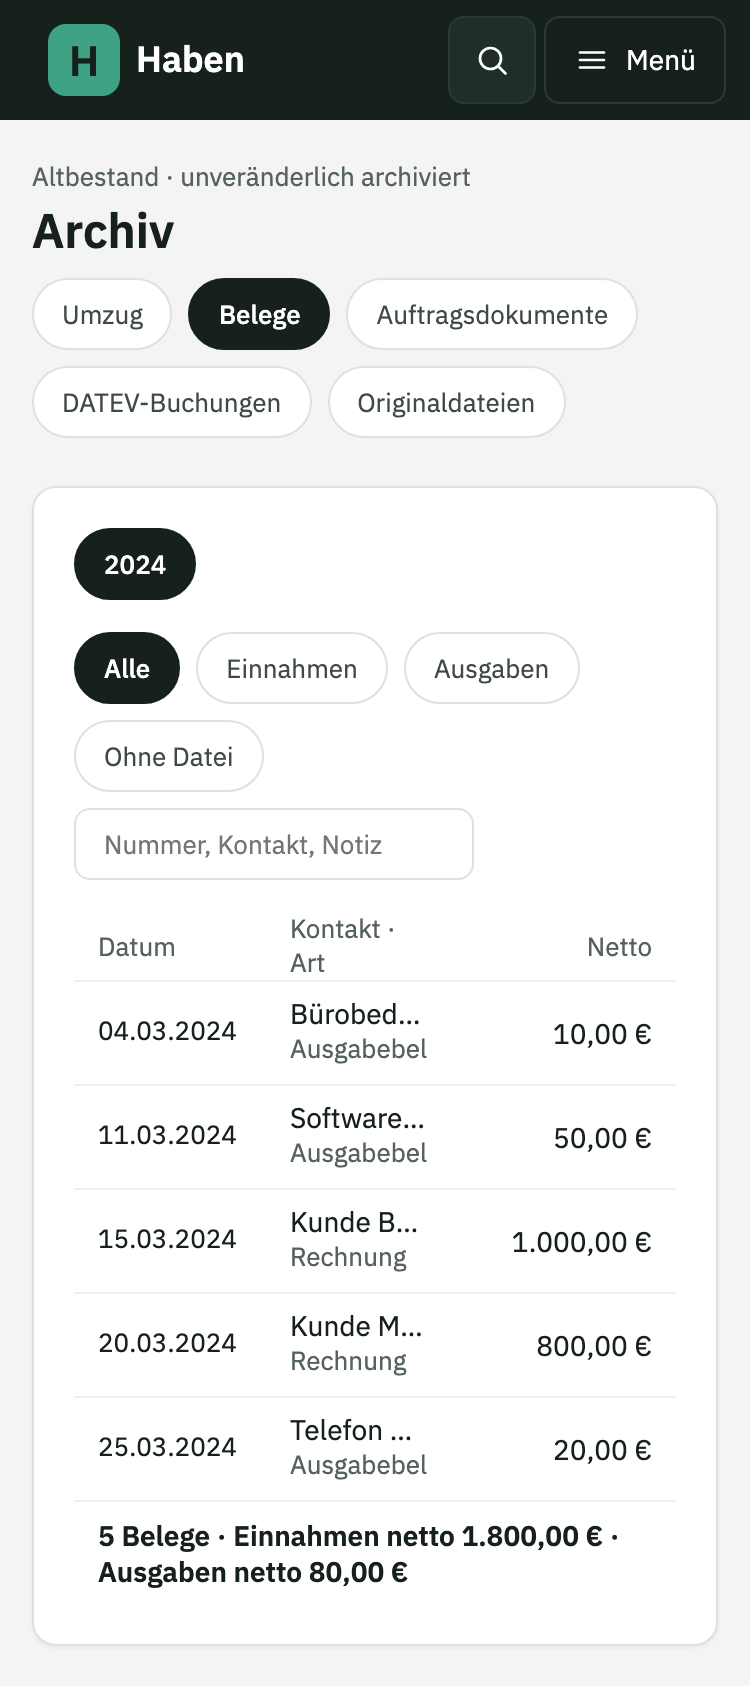 H Haben
Menü
Altbestand · unveränderlich archiviert
Archiv
Umzug Belege Auftragsdokumente
DATEV-Buchungen Originaldateien
2024
Alle Einnahmen Ausgaben
Ohne Datei
Nummer, Kontakt, Notiz
Datum Kontakt · Art Netto
04.03.2024 Bürobed... 10,00 €
Ausgabebel
11.03.2024 Software... 50,00 €
Ausgabebel
15.03.2024 Kunde B... 1.000,00 €
Rechnung
20.03.2024 Kunde M... 800,00 €
Rechnung
25.03.2024 Telefon ... 20,00 €
Ausgabebel
5 Belege · Einnahmen netto 1.800,00 € ·
Ausgaben netto 80,00 €